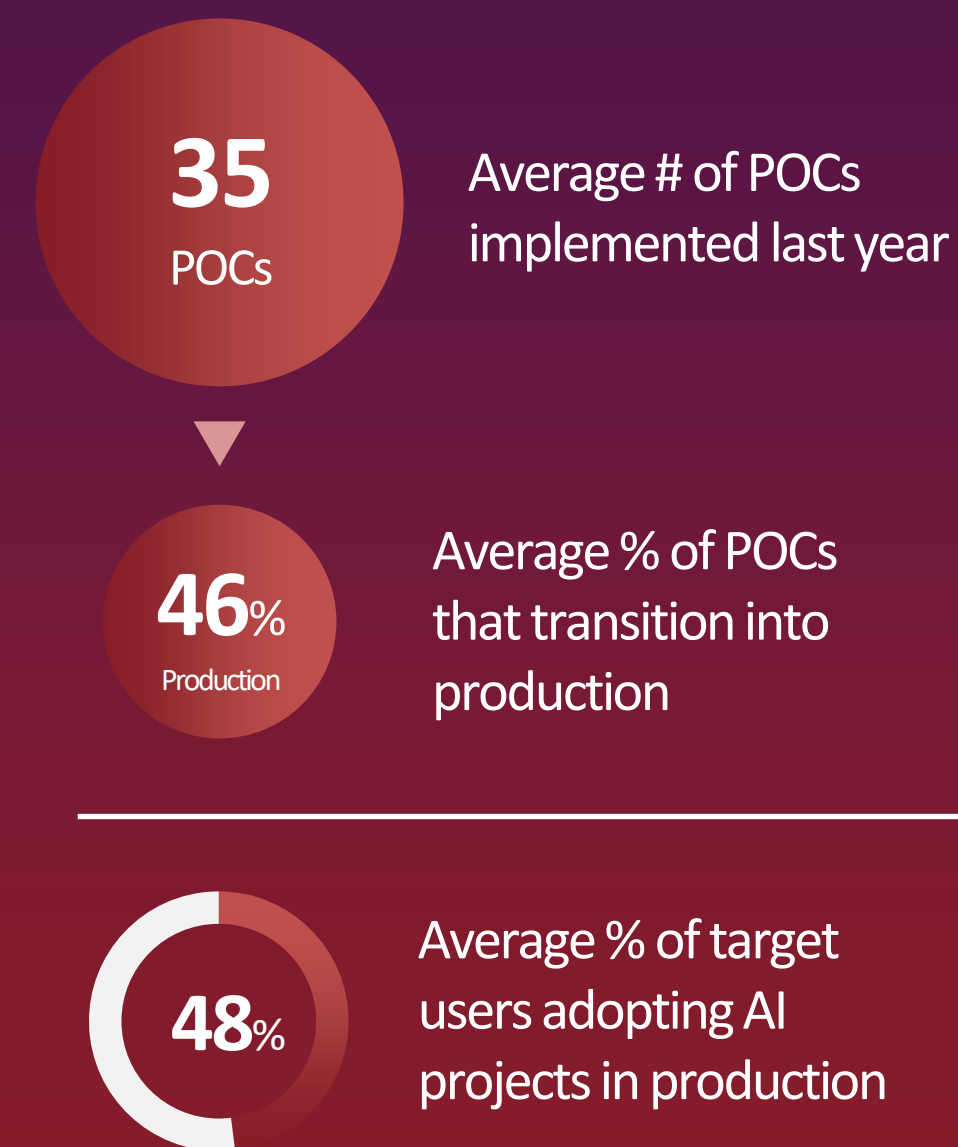 35
POCs
Average # of POCs
implemented last year
46%
Production
Average % of POCs
that transition into
production
48%
Average % of target
users adopting AI
projects in production